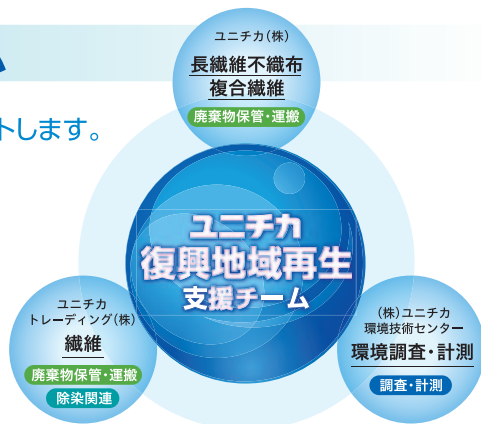 トします。
ユニチカ(株)
長繊維不織布
複合繊維
廃棄物保管・運搬
ユニチカ
復興地域再生
支援チーム
ユニチカ
トレーディング(株)
繊維
廃棄物保管・運搬
除染関連
(株)ユニチカ
環境技術センター
環境調査・計測
調査・計測